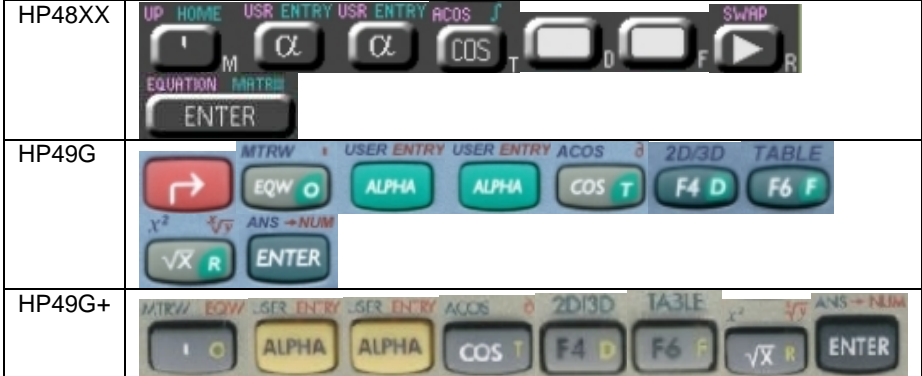 HP48XX
UP HOME USR ENTRY USR ENTRY ACOS ∫ SWAP
' M α α COS T D F ▶ R
EQUATION MATRIX
ENTER
HP49G
MTRW ' USER ENTRY USER ENTRY ACOS ∂ 2D/3D TABLE
EQW O ALPHA ALPHA COS T F4 D F6 F
X² ˣ√y ANS →NUM
√X R ENTER
HP49G+
MTRW EQW USER ENTRY USER ENTRY ACOS ∂ 2D/3D TABLE x² ˣ√y ANS→NUM
' O ALPHA ALPHA COS T F4 D F6 F √X R ENTER